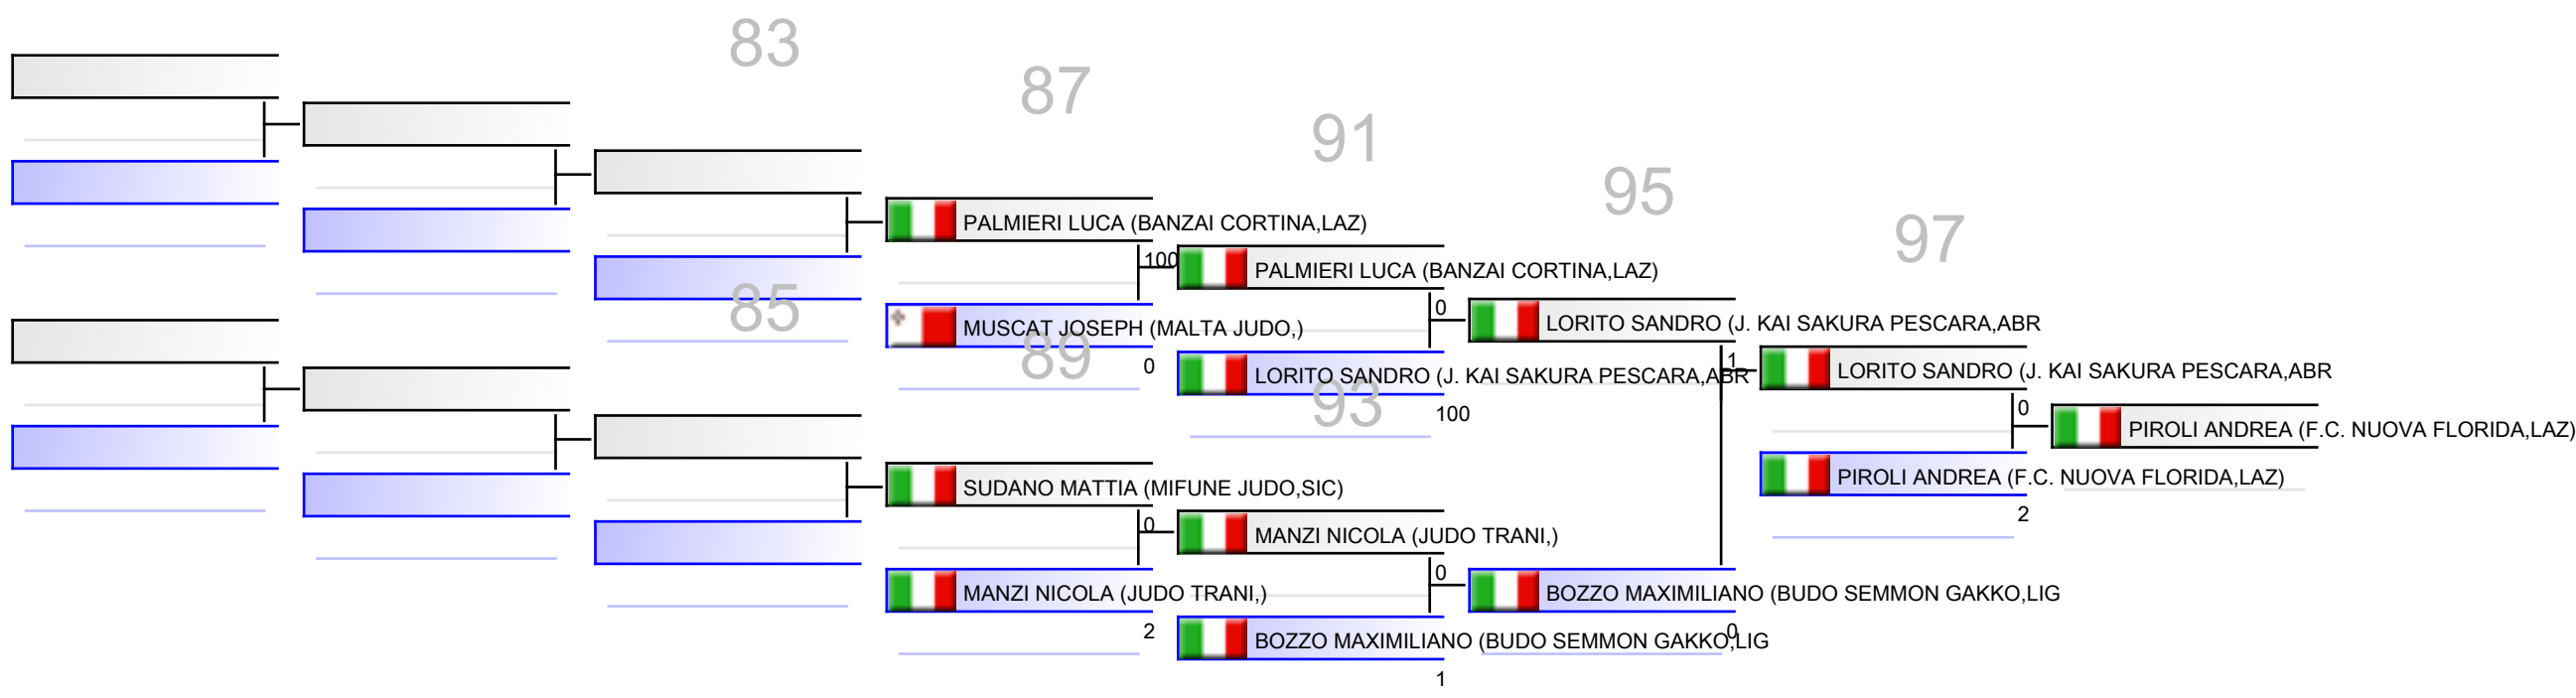 83
87
91
95
97
PALMIERI LUCA (BANZAI CORTINA,LAZ)
100
PALMIERI LUCA (BANZAI CORTINA,LAZ)
85
MUSCAT JOSEPH (MALTA JUDO,)
0
0
LORITO SANDRO (J. KAI SAKURA PESCARA,ABR
89
LORITO SANDRO (J. KAI SAKURA PESCARA,ABR
100
1
LORITO SANDRO (J. KAI SAKURA PESCARA,ABR
93
0
PIROLI ANDREA (F.C. NUOVA FLORIDA,LAZ)
PIROLI ANDREA (F.C. NUOVA FLORIDA,LAZ)
2
SUDANO MATTIA (MIFUNE JUDO,SIC)
0
MANZI NICOLA (JUDO TRANI,)
MANZI NICOLA (JUDO TRANI,)
2
0
BOZZO MAXIMILIANO (BUDO SEMMON GAKKO,LIG
0
BOZZO MAXIMILIANO (BUDO SEMMON GAKKO,LIG
1